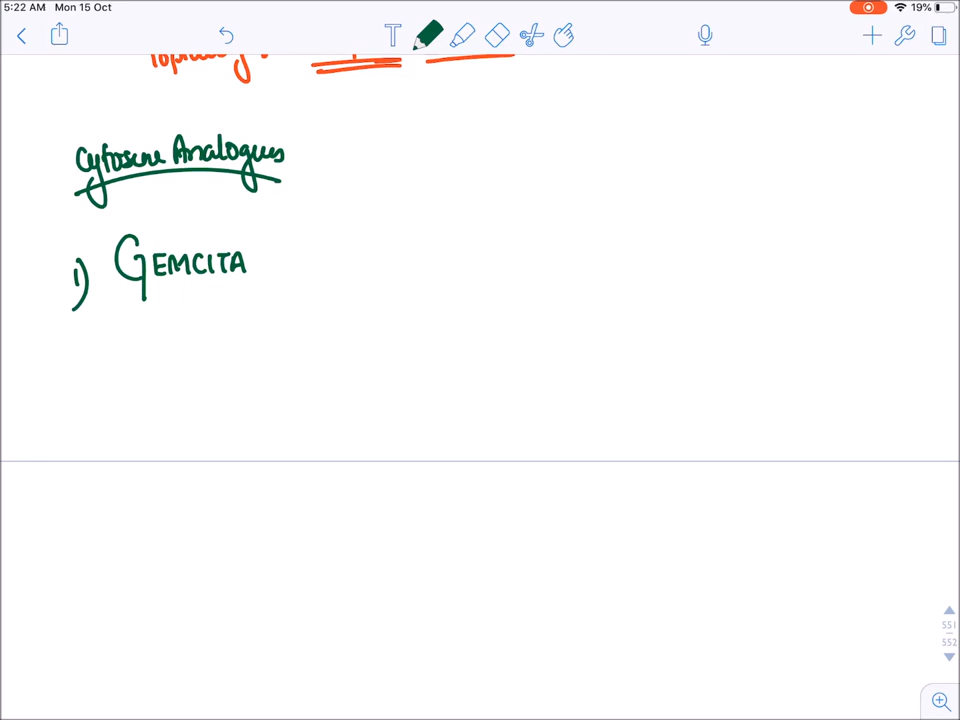 5:22 AM Mon 15 Oct
19%
T
Cytosine Analogues
1) GEMCITA
551
552